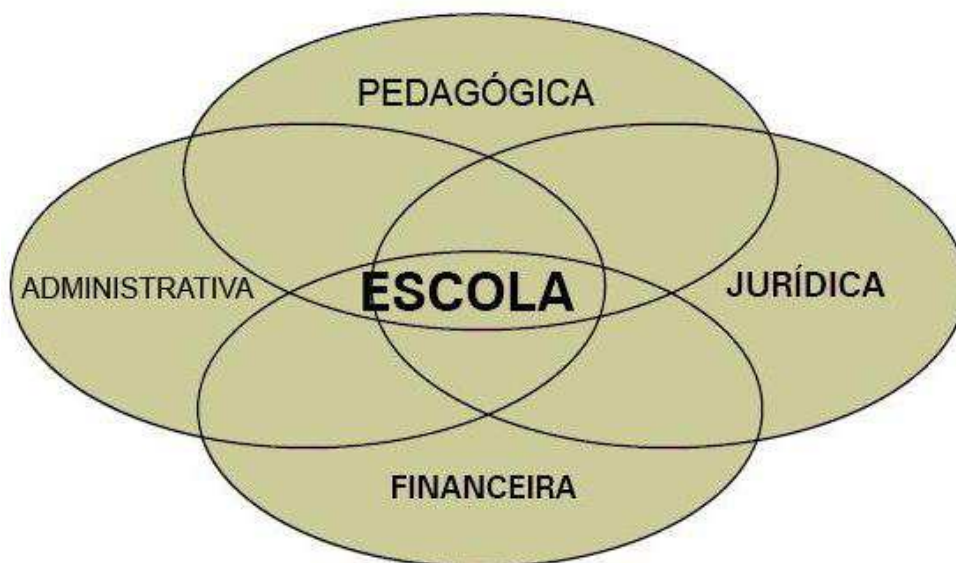 PEDAGÓGICA
ADMINISTRATIVA
ESCOLA
JURÍDICA
FINANCEIRA